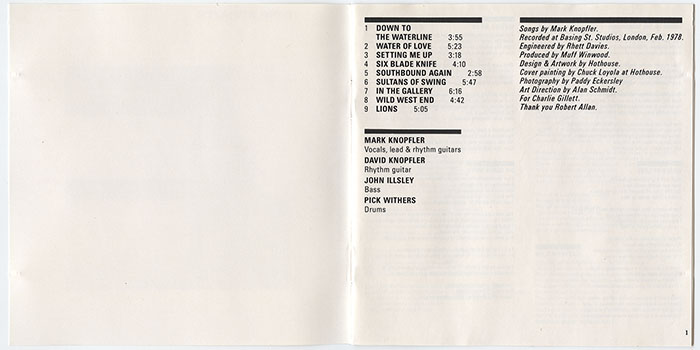 1 DOWN TO
THE WATERLINE 3:55
2 WATER OF LOVE 5:23
3 SETTING ME UP 3:18
4 SIX BLADE KNIFE 4:10
5 SOUTHBOUND AGAIN 2:58
6 SULTANS OF SWING 5:47
7 IN THE GALLERY 6:16
8 WILD WEST END 4:42
9 LIONS 5:05
MARK KNOPFLER
Vocals, lead & rhythm guitars
DAVID KNOPFLER
Rhythm guitar
JOHN ILLSLEY
Bass
PICK WITHERS
Drums
Songs by Mark Knopfler.
Recorded at Basing St. Studios, London, Feb. 1978.
Engineered by Rhett Davies.
Produced by Muff Winwood.
Design & Artwork by Hothouse.
Cover painting by Chuck Loyola at Hothouse.
Photography by Paddy Eckersley
Art Direction by Alan Schmidt.
For Charlie Gillett.
Thank you Robert Allan.
1